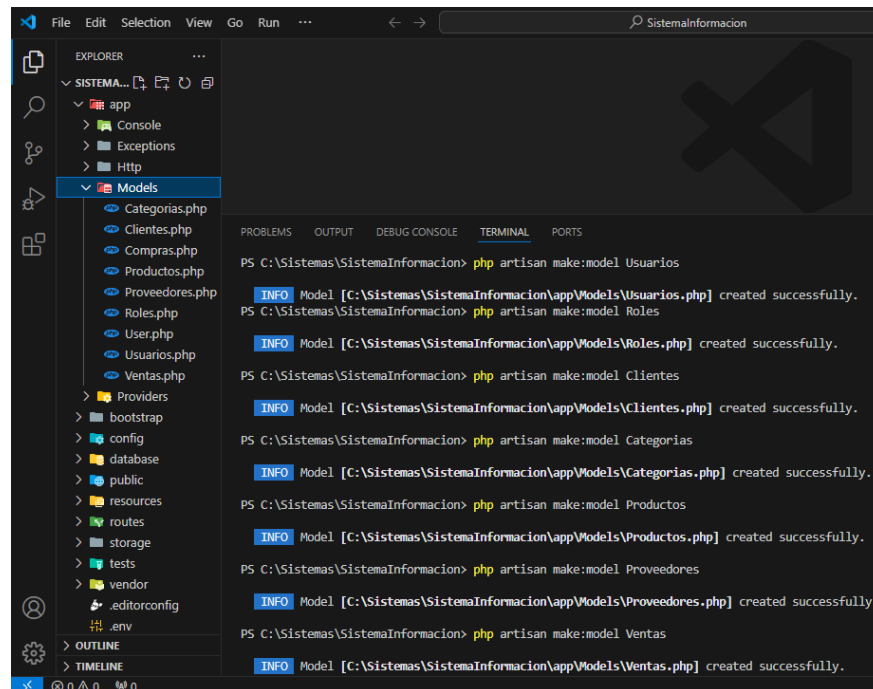 File Edit Selection View Go Run ...
SistemaInformacion
EXPLORER ...
SISTEMA...
app
Console
Exceptions
Http
Models
Categorias.php
Clientes.php
Compras.php
Productos.php
Proveedores.php
Roles.php
User.php
Usuarios.php
Ventas.php
Providers
bootstrap
config
database
public
resources
routes
storage
tests
vendor
.editorconfig
.env
OUTLINE
TIMELINE
PROBLEMS OUTPUT DEBUG CONSOLE TERMINAL PORTS
PS C:\Sistemas\SistemaInformacion> php artisan make:model Usuarios
INFO Model [C:\Sistemas\SistemaInformacion\app\Models\Usuarios.php] created successfully.
PS C:\Sistemas\SistemaInformacion> php artisan make:model Roles
INFO Model [C:\Sistemas\SistemaInformacion\app\Models\Roles.php] created successfully.
PS C:\Sistemas\SistemaInformacion> php artisan make:model Clientes
INFO Model [C:\Sistemas\SistemaInformacion\app\Models\Clientes.php] created successfully.
PS C:\Sistemas\SistemaInformacion> php artisan make:model Categorias
INFO Model [C:\Sistemas\SistemaInformacion\app\Models\Categorias.php] created successfully.
PS C:\Sistemas\SistemaInformacion> php artisan make:model Productos
INFO Model [C:\Sistemas\SistemaInformacion\app\Models\Productos.php] created successfully.
PS C:\Sistemas\SistemaInformacion> php artisan make:model Proveedores
INFO Model [C:\Sistemas\SistemaInformacion\app\Models\Proveedores.php] created successfully
PS C:\Sistemas\SistemaInformacion> php artisan make:model Ventas
INFO Model [C:\Sistemas\SistemaInformacion\app\Models\Ventas.php] created successfully.
0 0 0